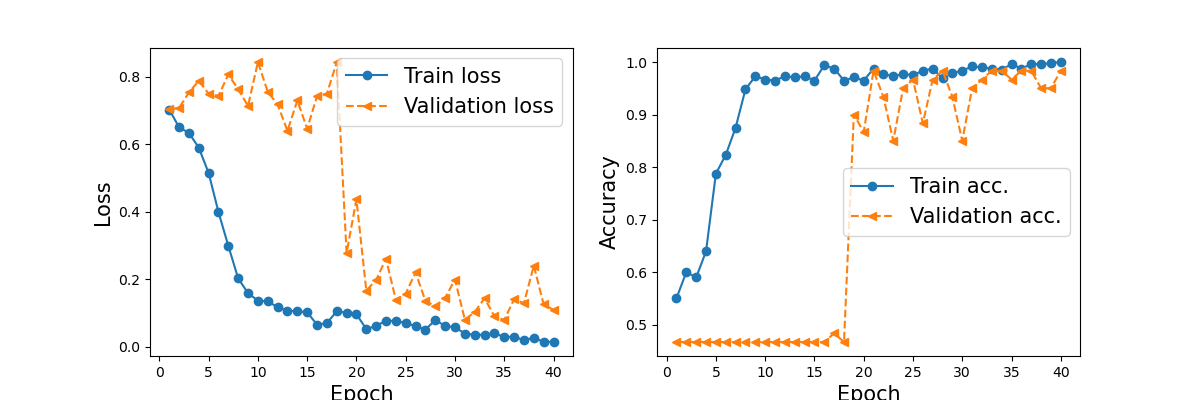 0.8
0.6
0.4
0.2
0.0
Loss
0 5 10 15 20 25 30 35 40
Epoch
Train loss
Validation loss
1.0
0.9
0.8
0.7
0.6
0.5
Accuracy
0 5 10 15 20 25 30 35 40
Epoch
Train acc.
Validation acc.